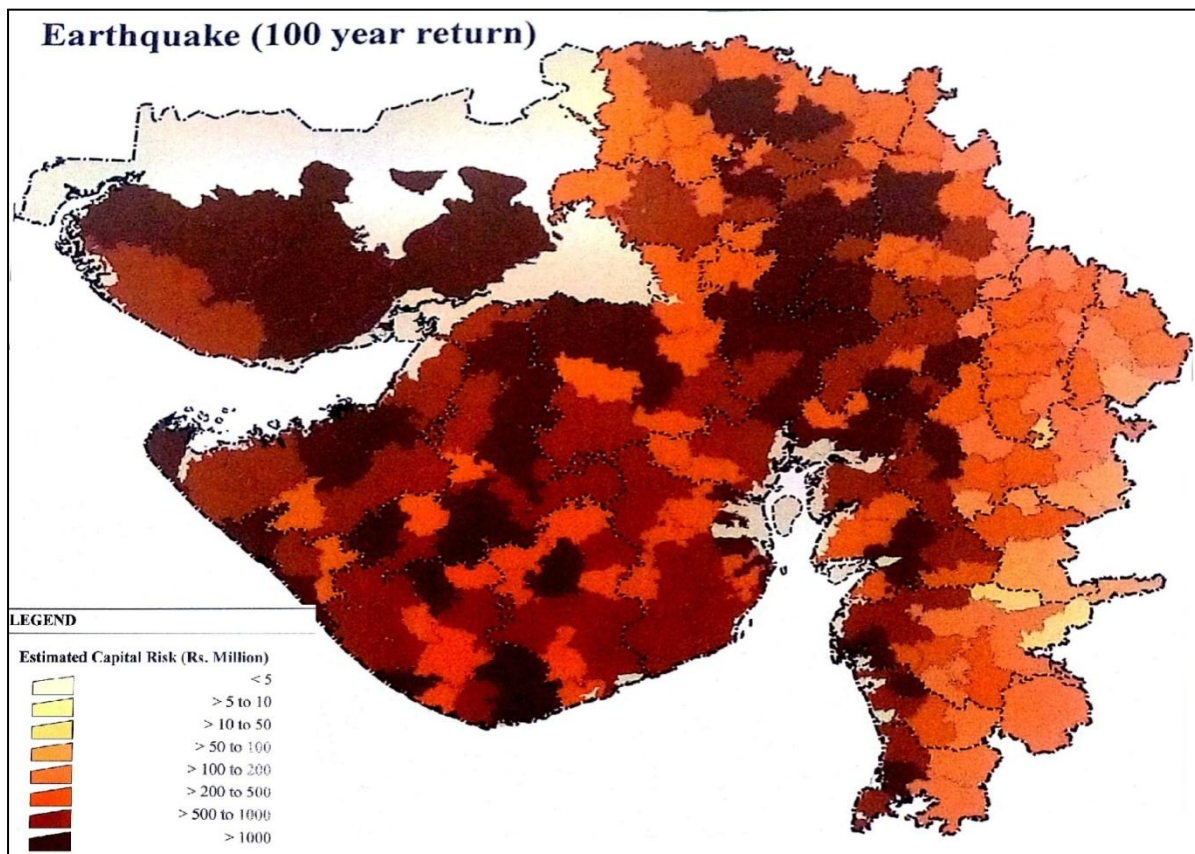 Earthquake (100 year return)
LEGEND
Estimated Capital Risk (Rs. Million)
< 5
> 5 to 10
> 10 to 50
> 50 to 100
> 100 to 200
> 200 to 500
> 500 to 1000
> 1000